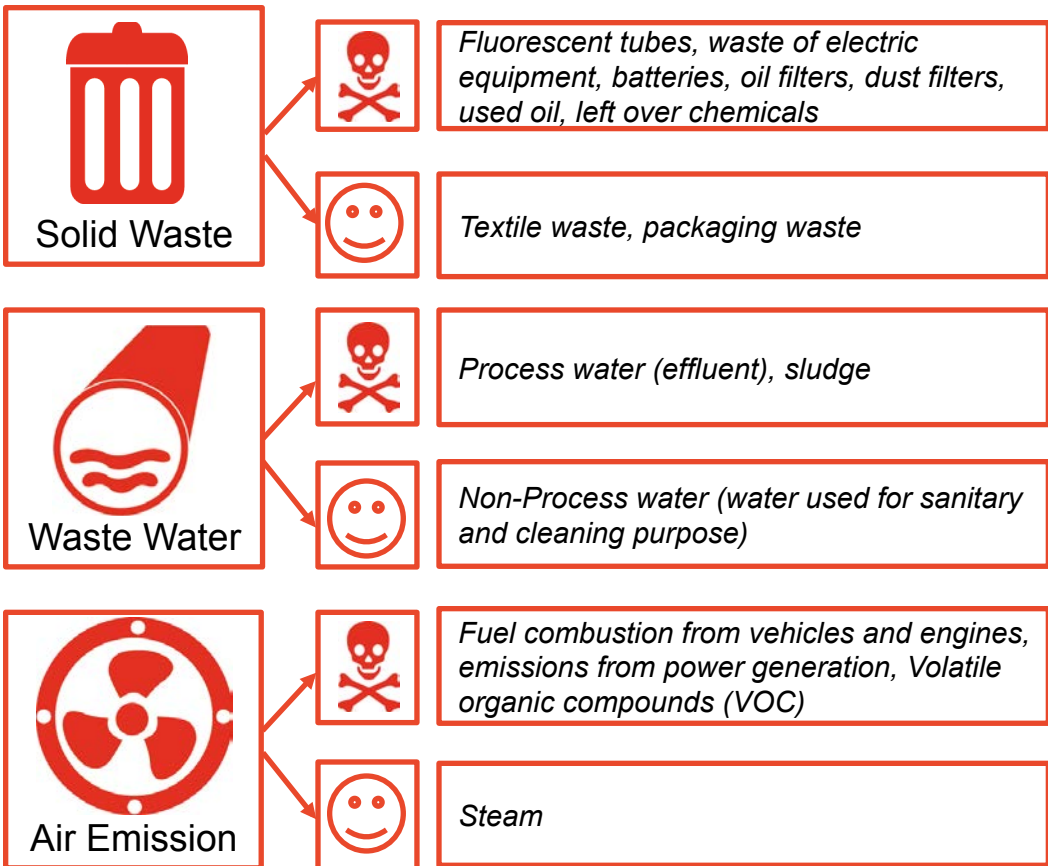 Fluorescent tubes, waste of electric
equipment, batteries, oil filters, dust filters,
used oil, left over chemicals
Solid Waste
Textile waste, packaging waste
Process water (effluent), sludge
Waste Water
Non-Process water (water used for sanitary
and cleaning purpose)
Fuel combustion from vehicles and engines,
emissions from power generation, Volatile
organic compounds (VOC)
Air Emission
Steam